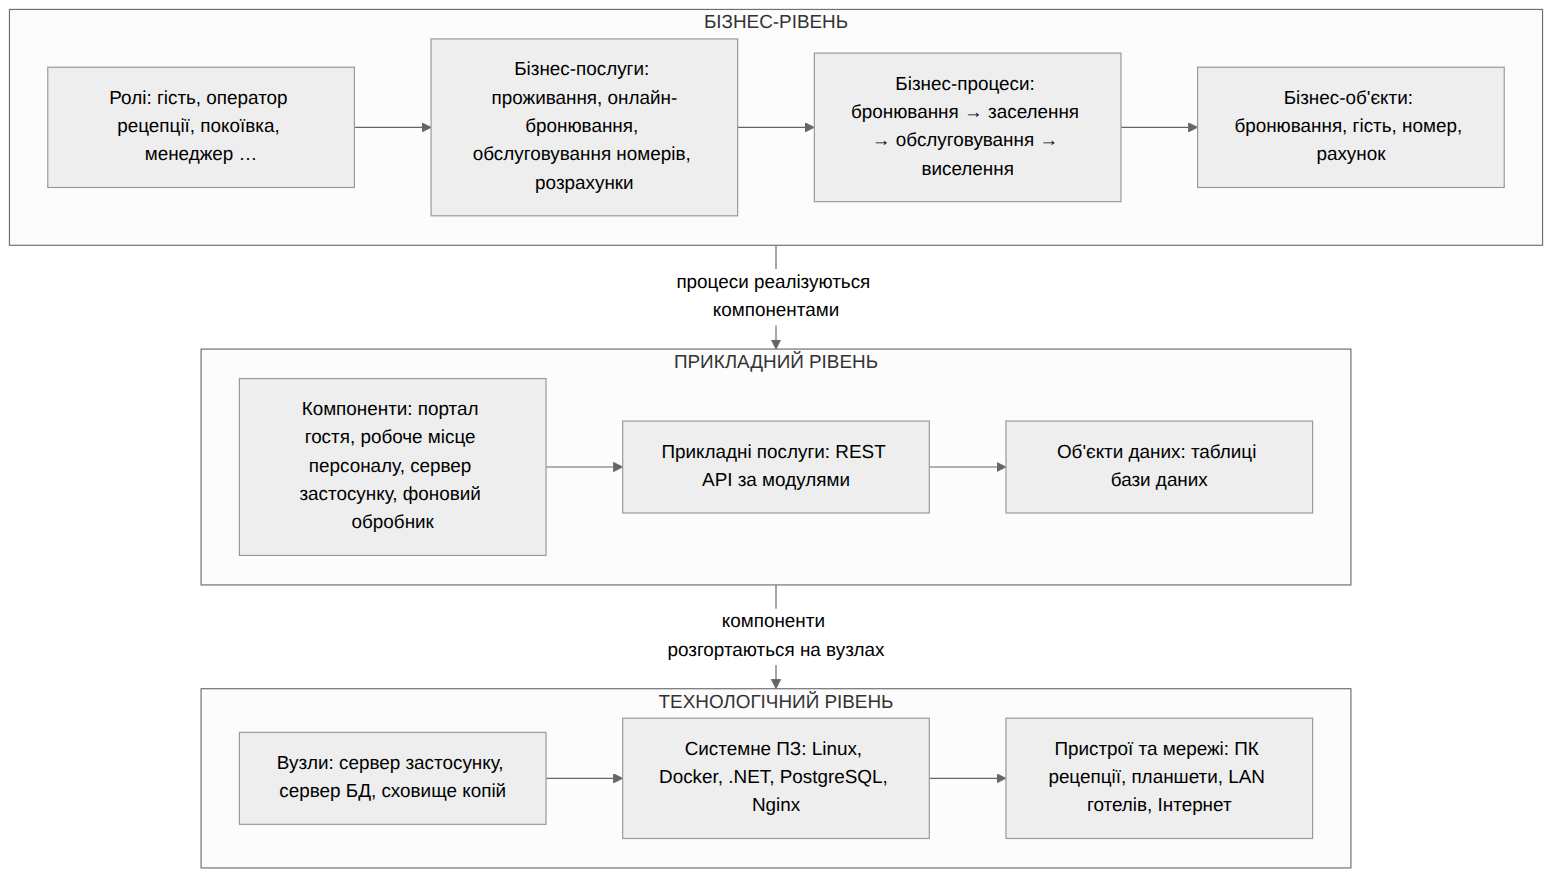 БІЗНЕС-РІВЕНЬ
Ролі: гість, оператор
рецепції, покоївка,
менеджер …
Бізнес-послуги:
проживання, онлайн-
бронювання,
обслуговування номерів,
розрахунки
Бізнес-процеси:
бронювання → заселення
→ обслуговування →
виселення
Бізнес-об'єкти:
бронювання, гість, номер,
рахунок
процеси реалізуються
компонентами
ПРИКЛАДНИЙ РІВЕНЬ
Компоненти: портал
гостя, робоче місце
персоналу, сервер
застосунку, фоновий
обробник
Прикладні послуги: REST
API за модулями
Об'єкти даних: таблиці
бази даних
компоненти
розгортаються на вузлах
ТЕХНОЛОГІЧНИЙ РІВЕНЬ
Вузли: сервер застосунку,
сервер БД, сховище копій
Системне ПЗ: Linux,
Docker, .NET, PostgreSQL,
Nginx
Пристрої та мережі: ПК
рецепції, планшети, LAN
готелів, Інтернет